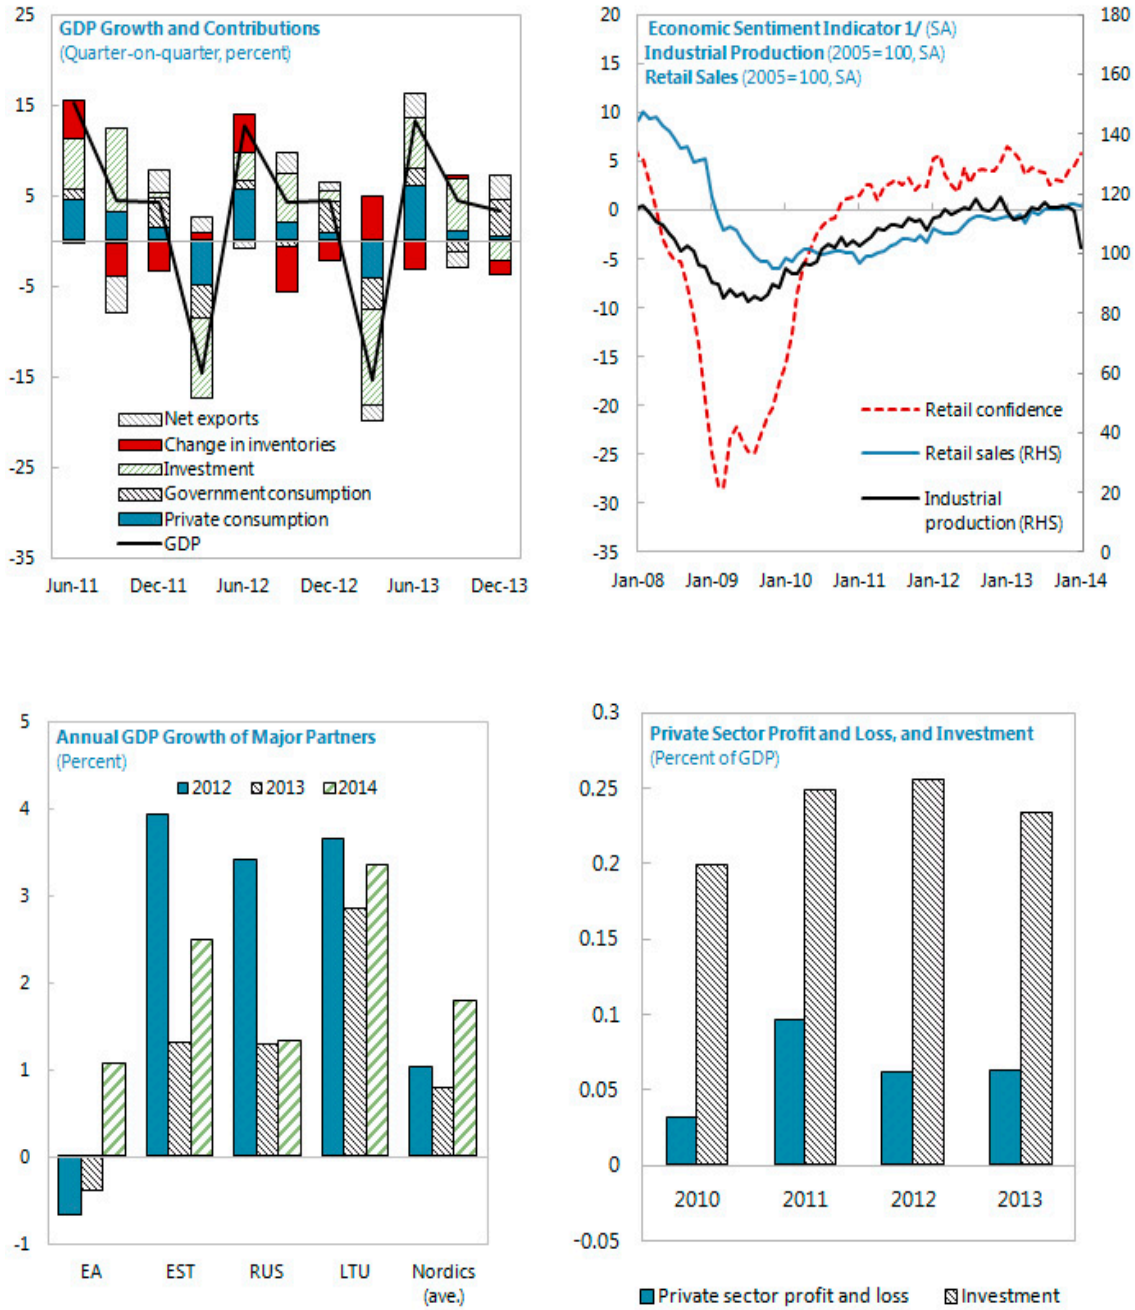 GDP Growth and Contributions
(Quarter-on-quarter, percent)
25
15
5
-5
-15
-25
-35
Net exports
Change in inventories
Investment
Government consumption
Private consumption
GDP
Jun-11 Dec-11 Jun-12 Dec-12 Jun-13 Dec-13
Economic Sentiment Indicator 1/ (SA)
Industrial Production (2005=100, SA)
Retail Sales (2005=100, SA)
20
15
10
5
0
-5
-10
-15
-20
-25
-30
-35
180
160
140
120
100
80
60
40
20
0
Retail confidence
Retail sales (RHS)
Industrial
production (RHS)
Jan-08 Jan-09 Jan-10 Jan-11 Jan-12 Jan-13 Jan-14
Annual GDP Growth of Major Partners
(Percent)
2012 2013 2014
5
4
3
2
1
0
-1
EA EST RUS LTU Nordics
(ave.)
Private Sector Profit and Loss, and Investment
(Percent of GDP)
0.3
0.25
0.2
0.15
0.1
0.05
0
-0.05
2010 2011 2012 2013
Private sector profit and loss Investment